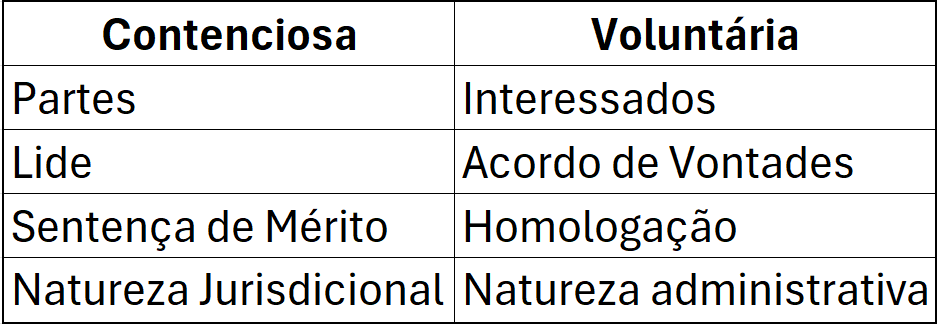 Contenciosa Voluntária
Partes Interessados
Lide Acordo de Vontades
Sentença de Mérito Homologação
Natureza Jurisdicional Natureza administrativa